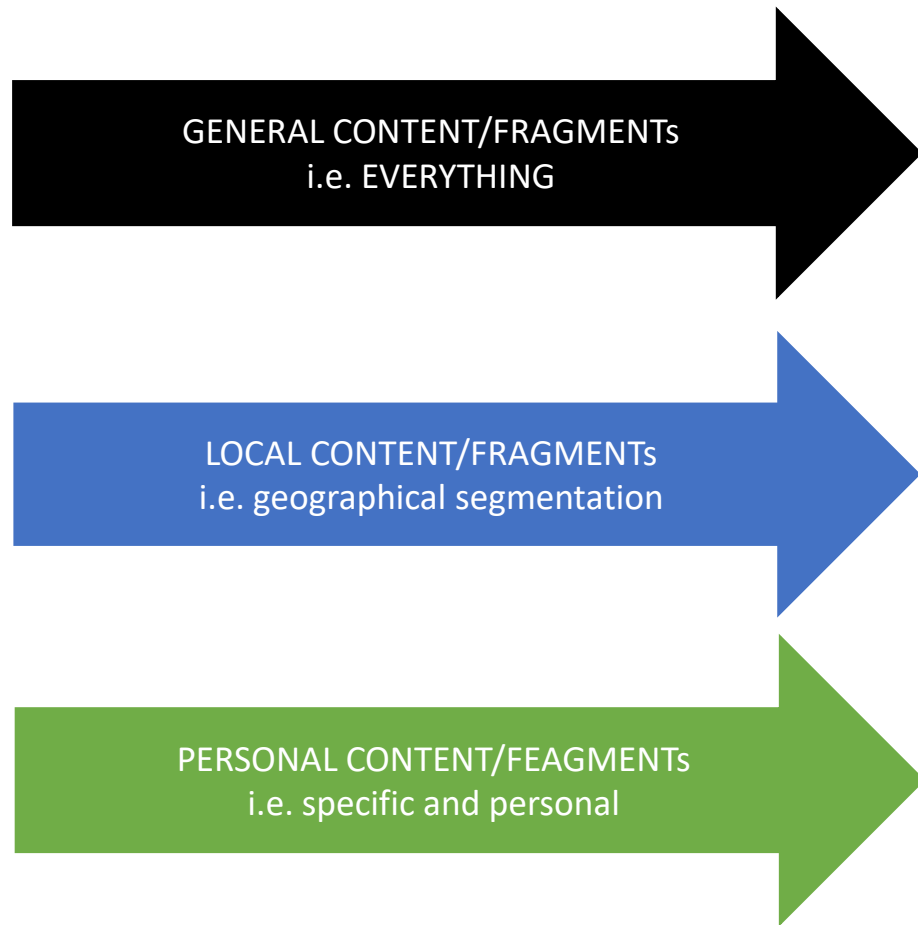 GENERAL CONTENT/FRAGMENTs
i.e. EVERYTHING
LOCAL CONTENT/FRAGMENTs
i.e. geographical segmentation
PERSONAL CONTENT/FEAGMENTs
i.e. specific and personal